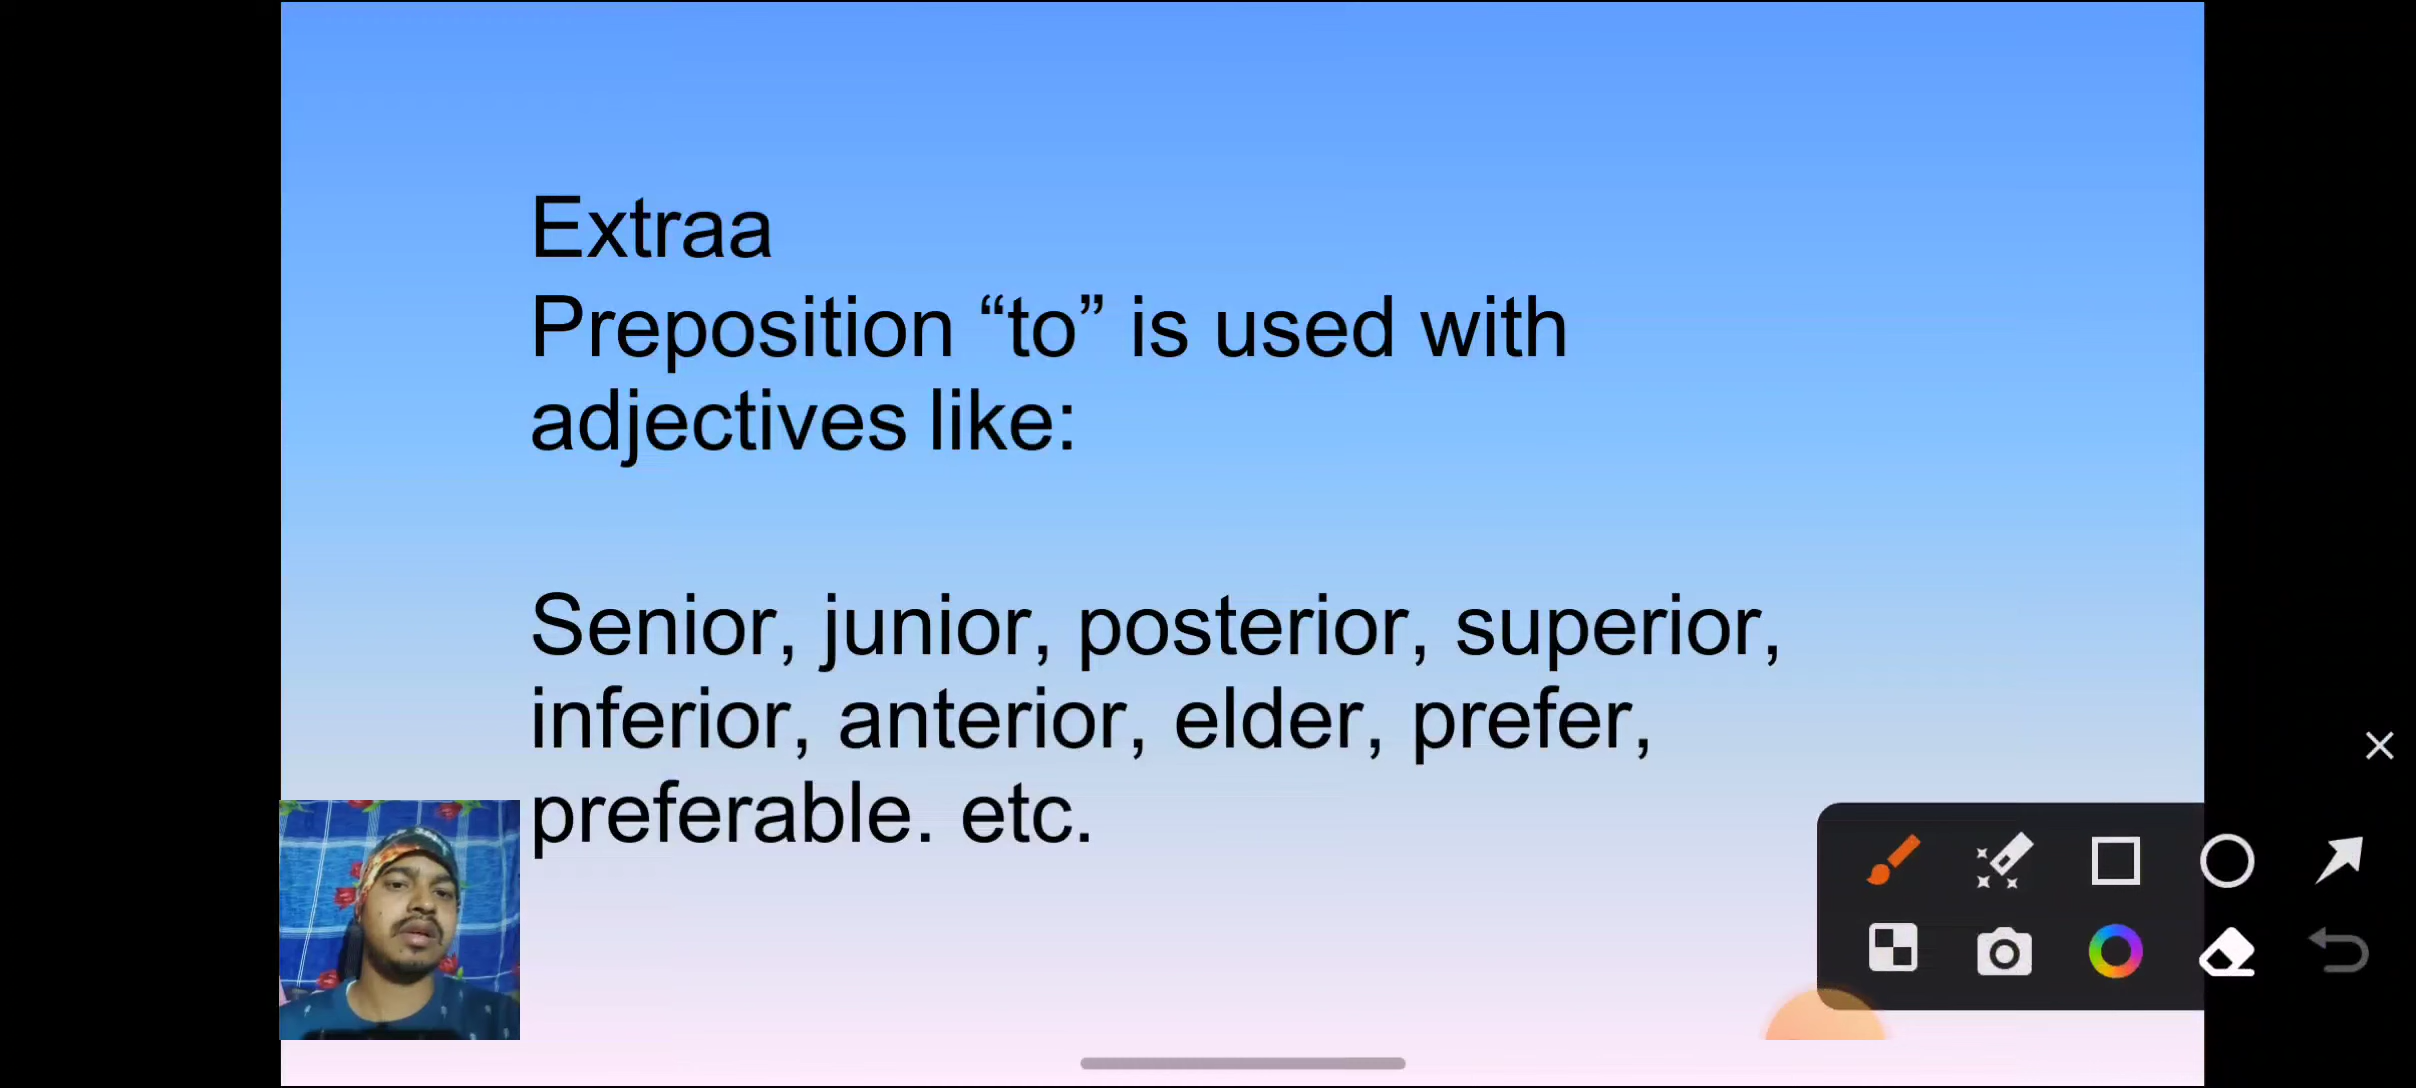 Extraa
Preposition “to” is used with
adjectives like:
Senior, junior, posterior, superior,
inferior, anterior, elder, prefer,
preferable. etc.